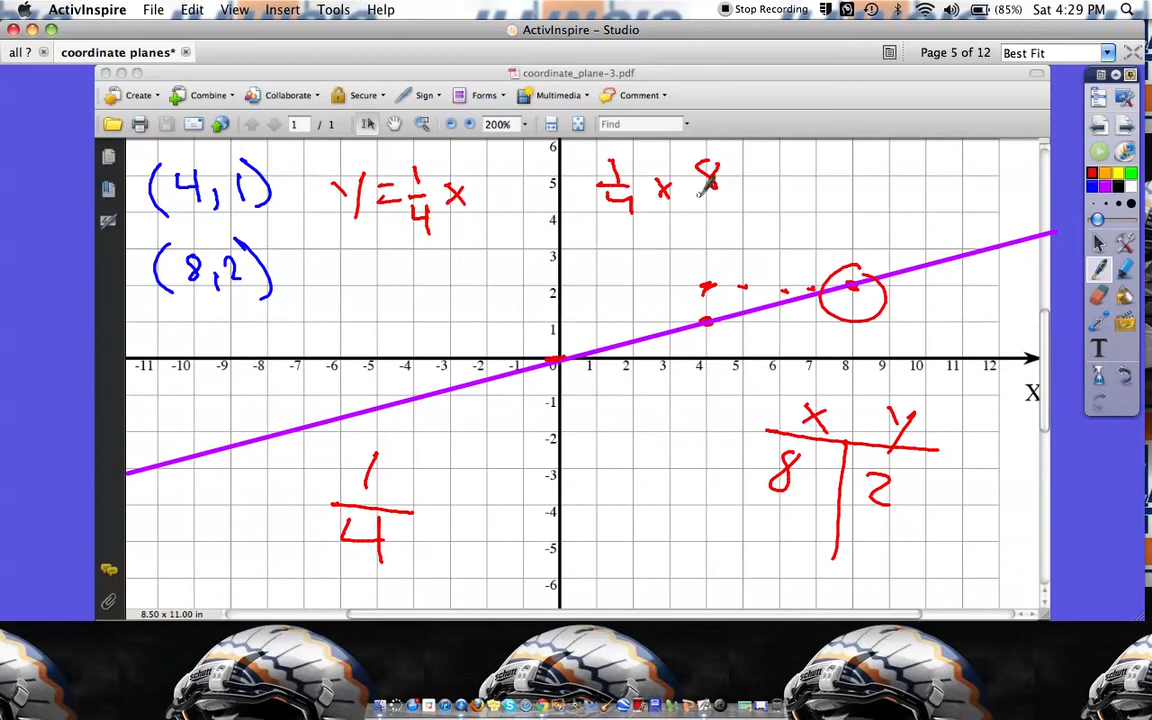 ActivInspire File Edit View Insert Tools Help Stop Recording (85%) Sat 4:29 PM
ActivInspire - Studio
all ? coordinate planes* Page 5 of 12 Best Fit
coordinate_plane-3.pdf
Create Combine Collaborate Secure Sign Forms Multimedia Comment
1 / 1 200% Find
(4,1) y = 1/4 x 1/4 x 8
(8,2)
6
5
4
3
2
1
-11 -10 -9 -8 -7 -6 -5 -4 -3 -2 -1 0 1 2 3 4 5 6 7 8 9 10 11 12
X
-1
-2
-3
-4
-5
-6
x y
8 2
1
4
8.50 x 11.00 in
T
schutt schutt schutt schutt